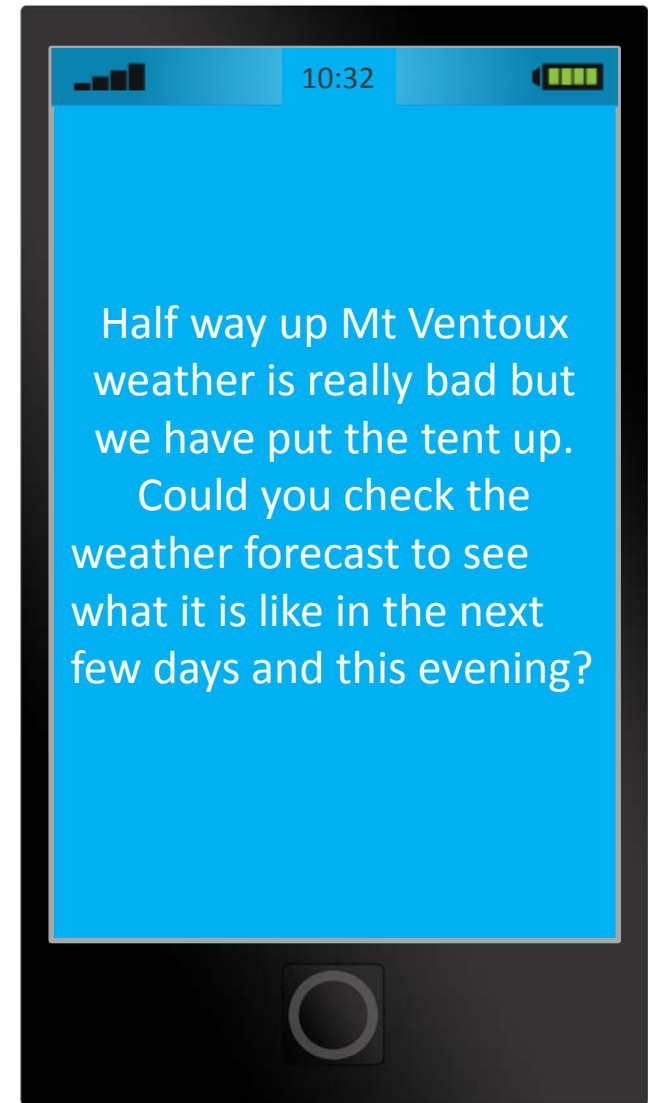 10:32
Half way up Mt Ventoux
weather is really bad but
we have put the tent up.
Could you check the
weather forecast to see
what it is like in the next
few days and this evening?